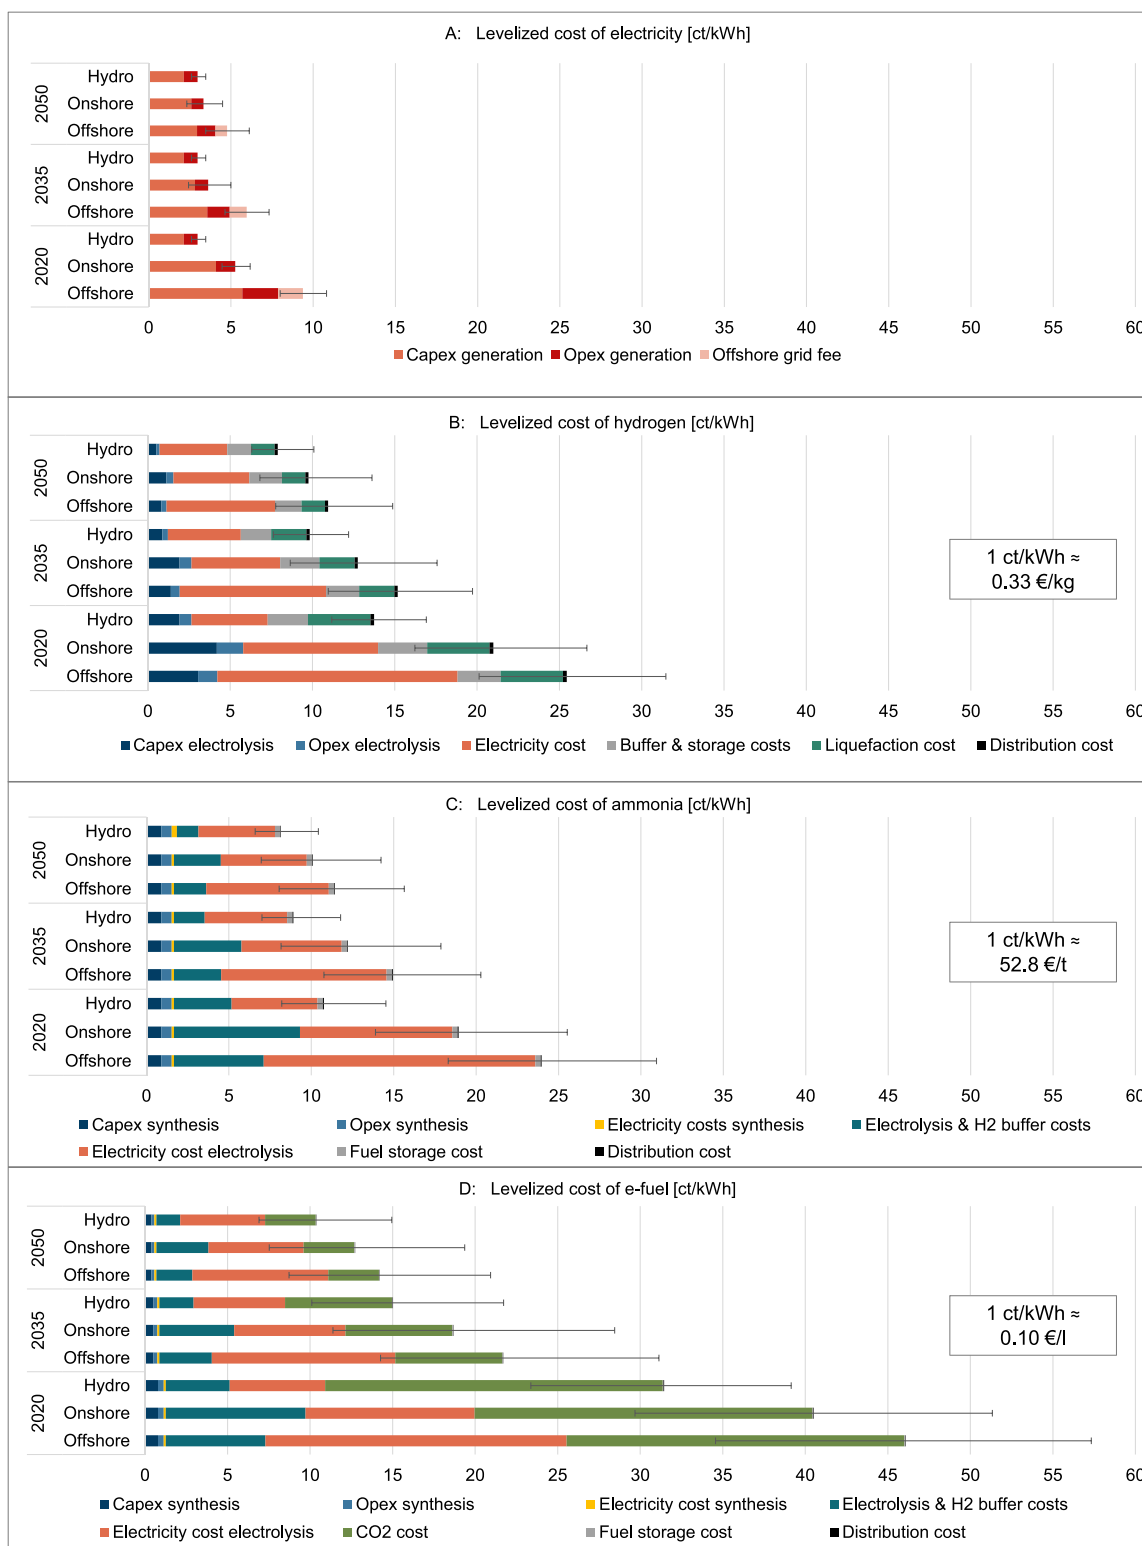 A: Levelized cost of electricity [ct/kWh]
2050
Hydro
Onshore
Offshore
2035
Hydro
Onshore
Offshore
2020
Hydro
Onshore
Offshore
0 5 10 15 20 25 30 35 40 45 50 55 60
Capex generation Opex generation Offshore grid fee
B: Levelized cost of hydrogen [ct/kWh]
2050
Hydro
Onshore
Offshore
2035
Hydro
Onshore
Offshore
2020
Hydro
Onshore
Offshore
1 ct/kWh ≈
0.33 €/kg
0 5 10 15 20 25 30 35 40 45 50 55 60
Capex electrolysis Opex electrolysis Electricity cost Buffer & storage costs Liquefaction cost Distribution cost
C: Levelized cost of ammonia [ct/kWh]
2050
Hydro
Onshore
Offshore
2035
Hydro
Onshore
Offshore
2020
Hydro
Onshore
Offshore
1 ct/kWh ≈
52.8 €/t
0 5 10 15 20 25 30 35 40 45 50 55 60
Capex synthesis Opex synthesis Electricity costs synthesis Electrolysis & H2 buffer costs
Electricity cost electrolysis Fuel storage cost Distribution cost
D: Levelized cost of e-fuel [ct/kWh]
2050
Hydro
Onshore
Offshore
2035
Hydro
Onshore
Offshore
2020
Hydro
Onshore
Offshore
1 ct/kWh ≈
0.10 €/l
0 5 10 15 20 25 30 35 40 45 50 55 60
Capex synthesis Opex synthesis Electricity cost synthesis Electrolysis & H2 buffer costs
Electricity cost electrolysis CO2 cost Fuel storage cost Distribution cost